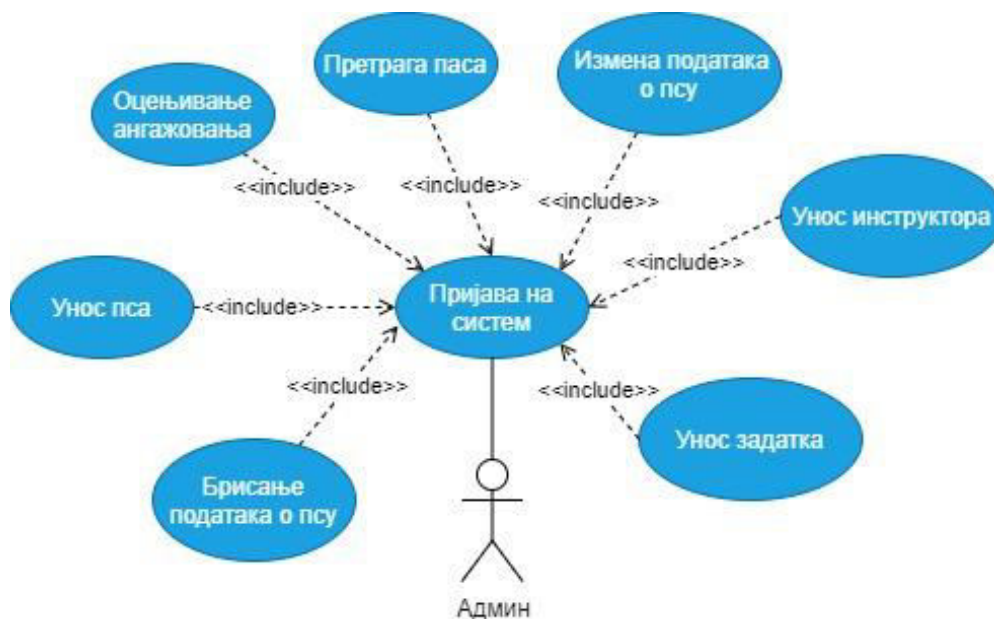 Претрага паса
Измена података
о псу
Оцењивање
ангажовања
<<include>>
<<include>>
<<include>>
Унос инструктора
<<include>>
Унос пса
<<include>>
Пријава на
систем
<<include>>
<<include>>
Унос задатка
Брисање
података о псу
Админ